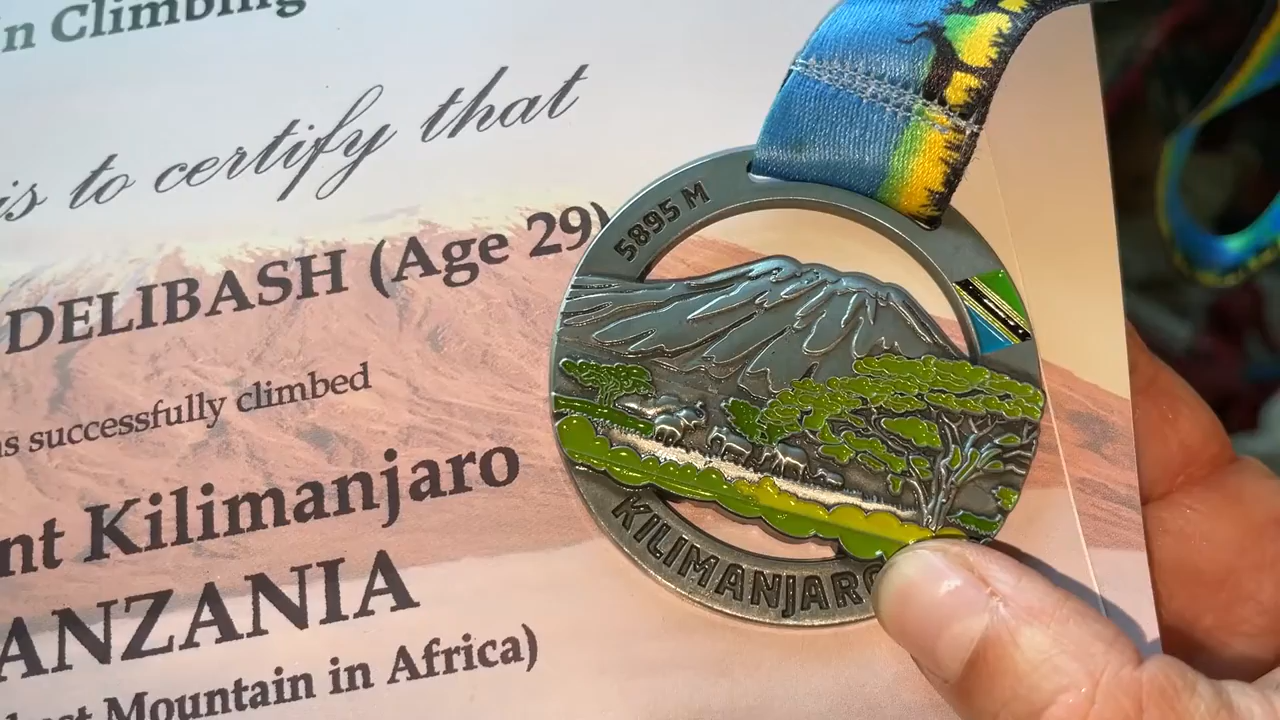 n Climbing
is to certify that
DELIBASH (Age 29)
s successfully climbed
nt Kilimanjaro
ANZANIA
est Mountain in Africa)
5895 M
KILIMANJARO